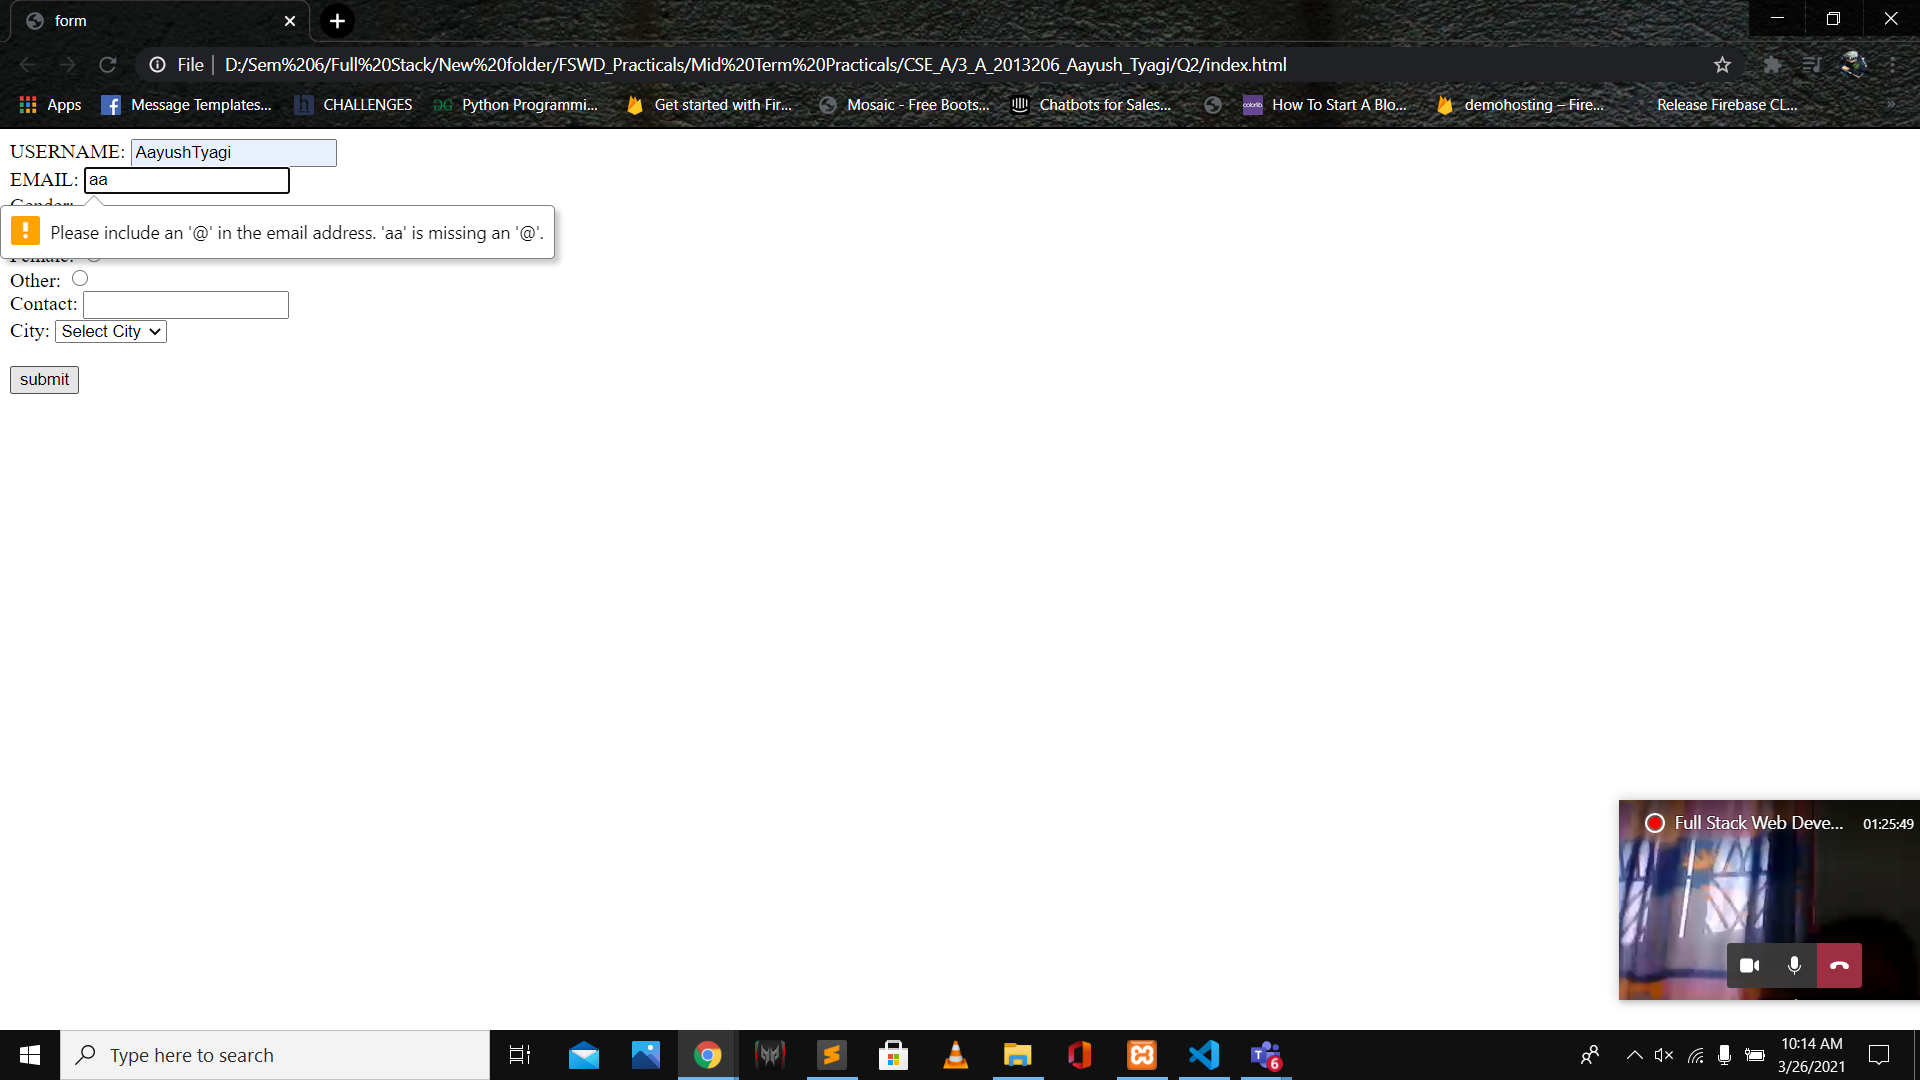 form
File
D:/Sem%206/Full%20Stack/New%20folder/FSWD_Practicals/Mid%20Term%20Practicals/CSE_A/3_A_2013206_Aayush_Tyagi/Q2/index.html
Apps
Message Templates...
CHALLENGES
Python Programmi...
Get started with Fir...
Mosaic - Free Boots...
Chatbots for Sales...
How To Start A Blo...
demohosting – Fire...
Release Firebase CL...
USERNAME: AayushTyagi
EMAIL: aa
Gender:
Please include an '@' in the email address. 'aa' is missing an '@'.
Female:
Other:
Contact:
City: Select City
submit
Full Stack Web Deve... 01:25:49
Type here to search
6
10:14 AM
3/26/2021